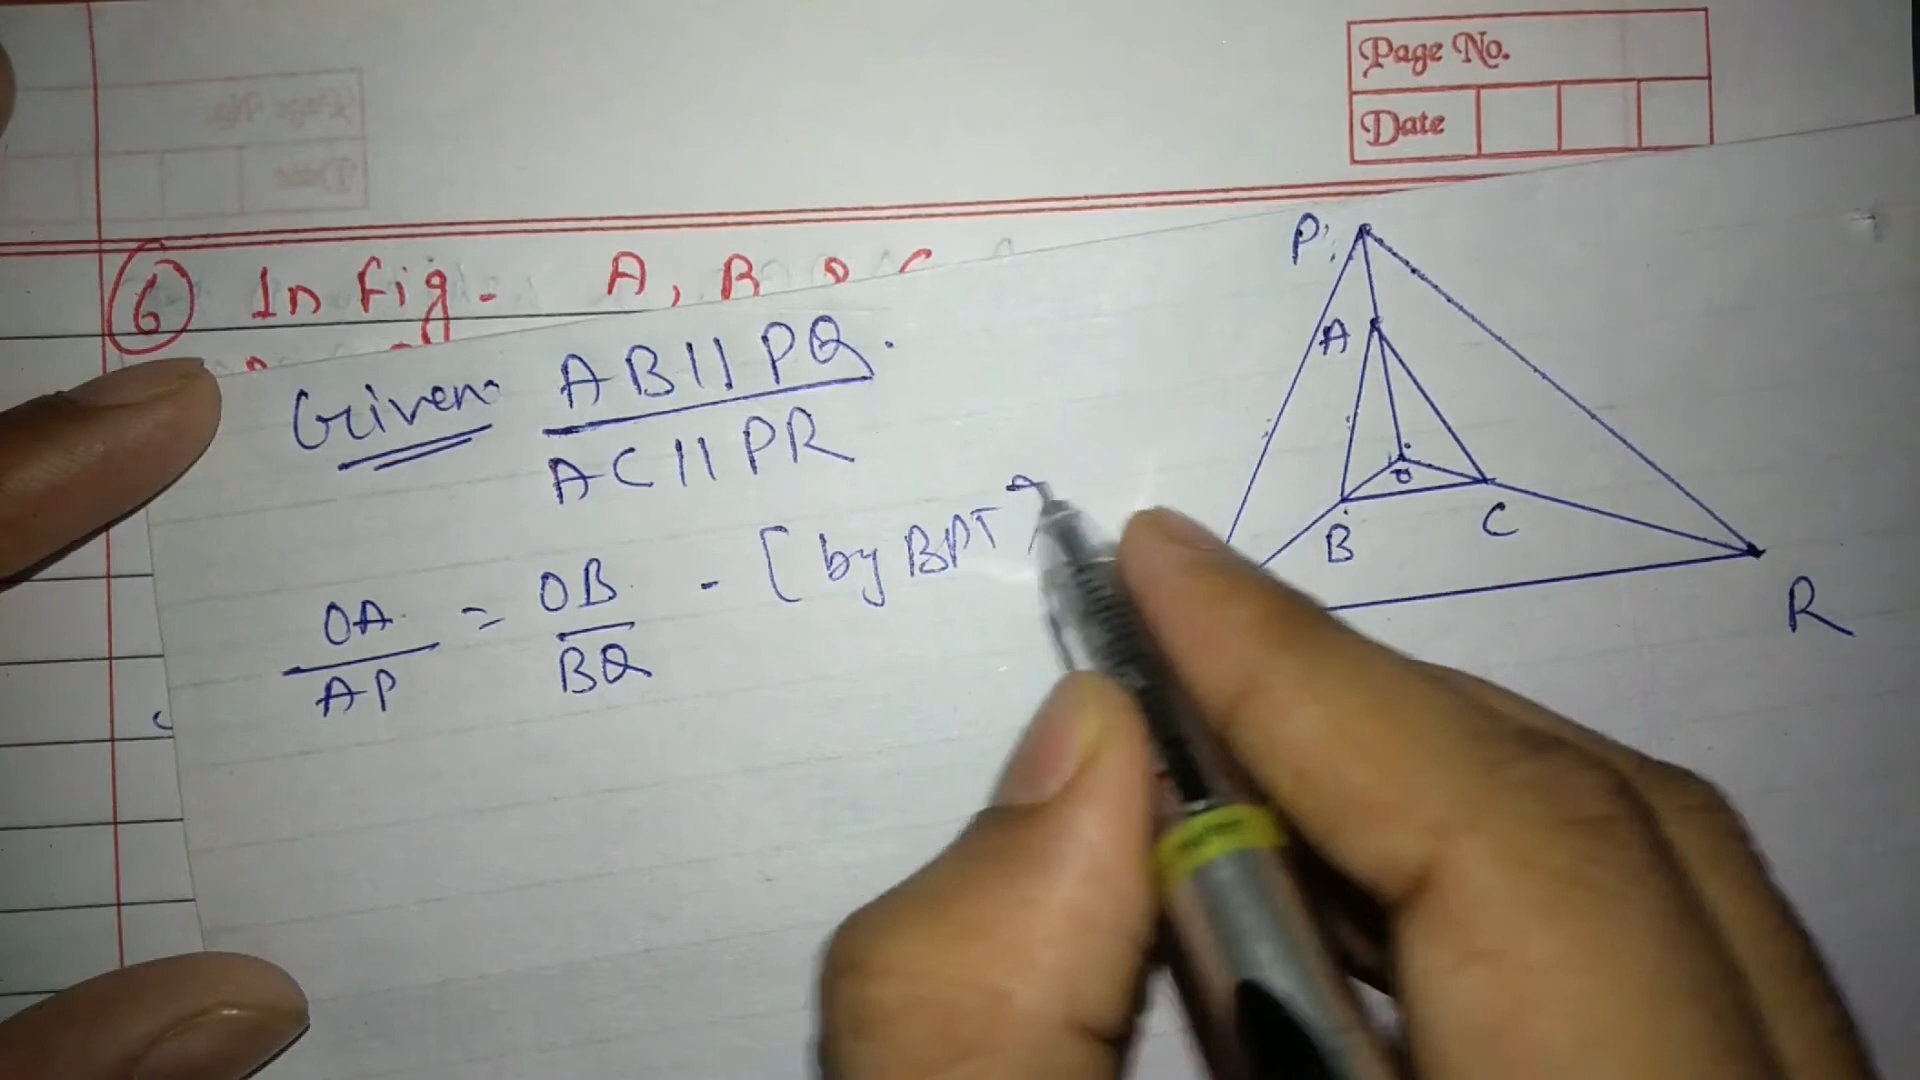 Page No.
Date
6 In fig. A, B
Given AB || PQ.
AC || PR
OA/AP = OB/BQ - [by BPT]
P
A
O
B
C
R